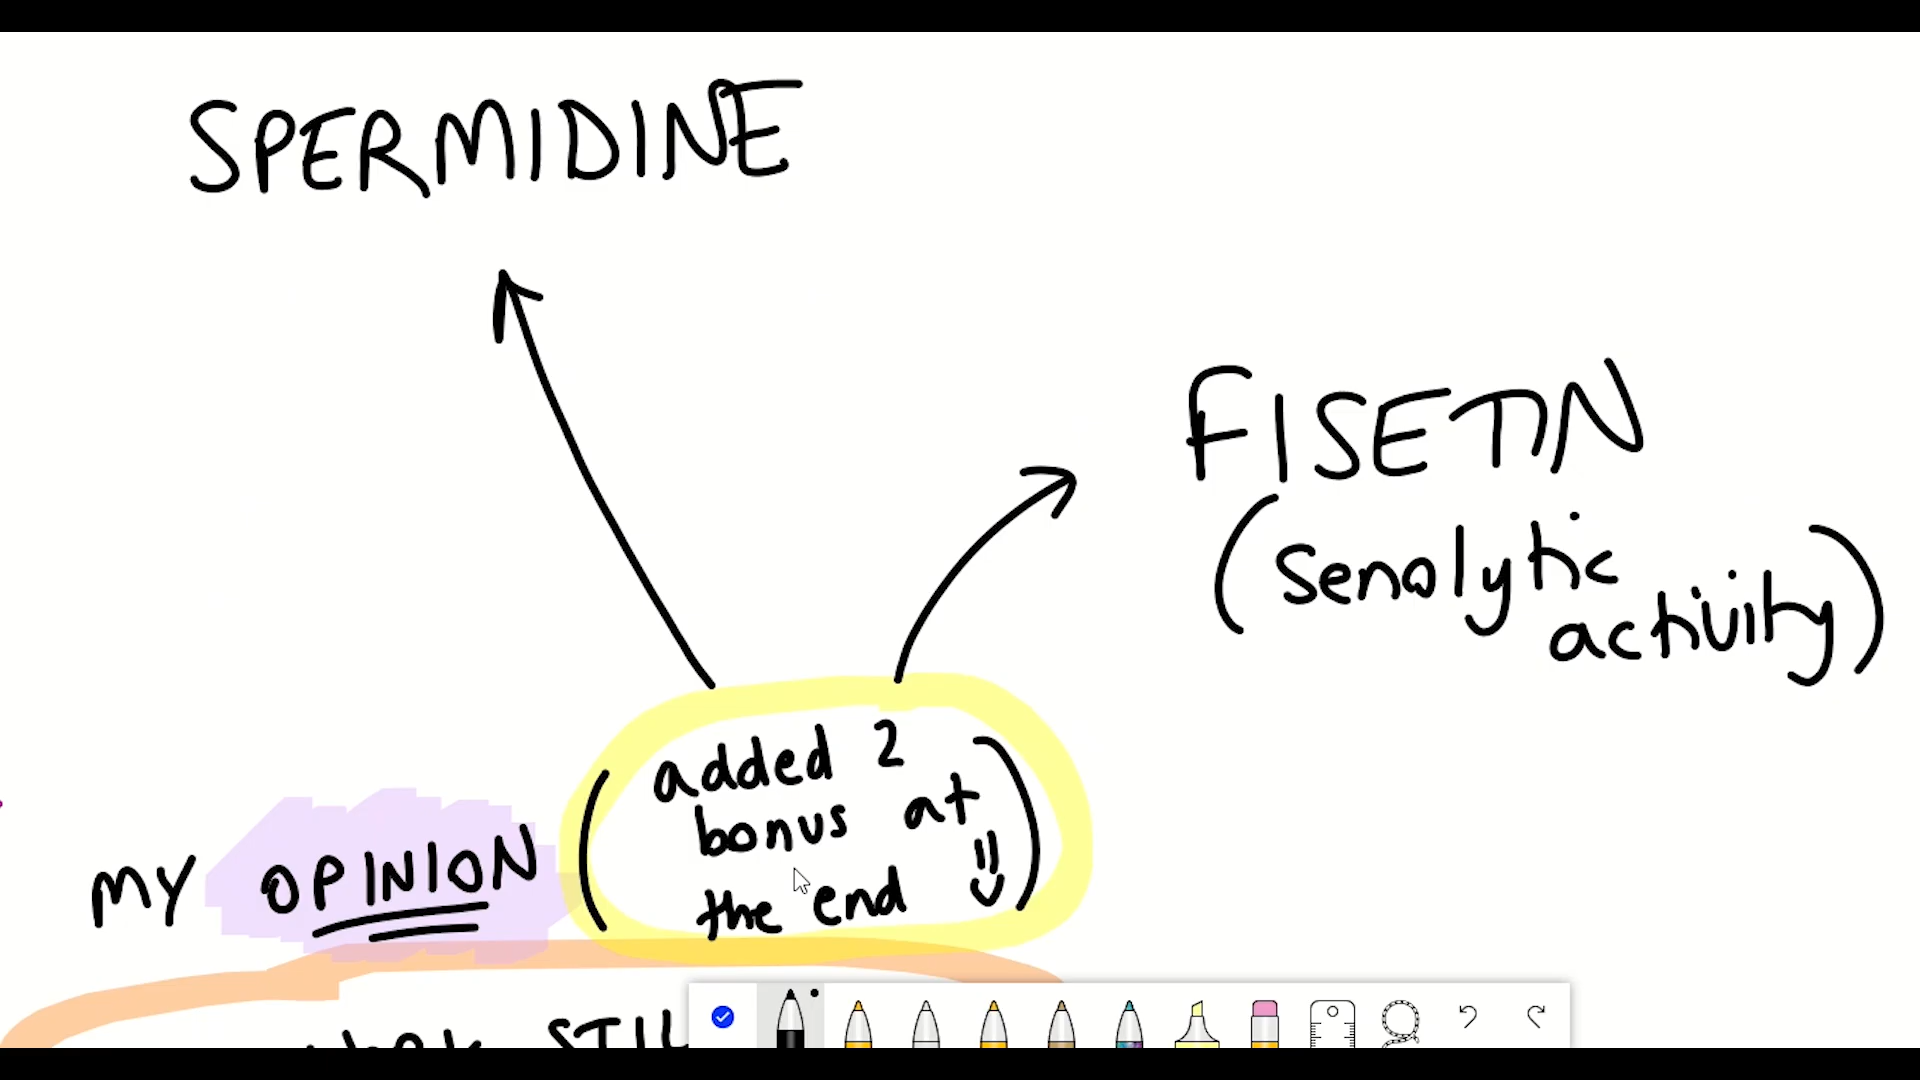 SPERMIDINE
FISETIN
(senolytic
activity)
MY OPINION
(added 2
bonus at
the end)